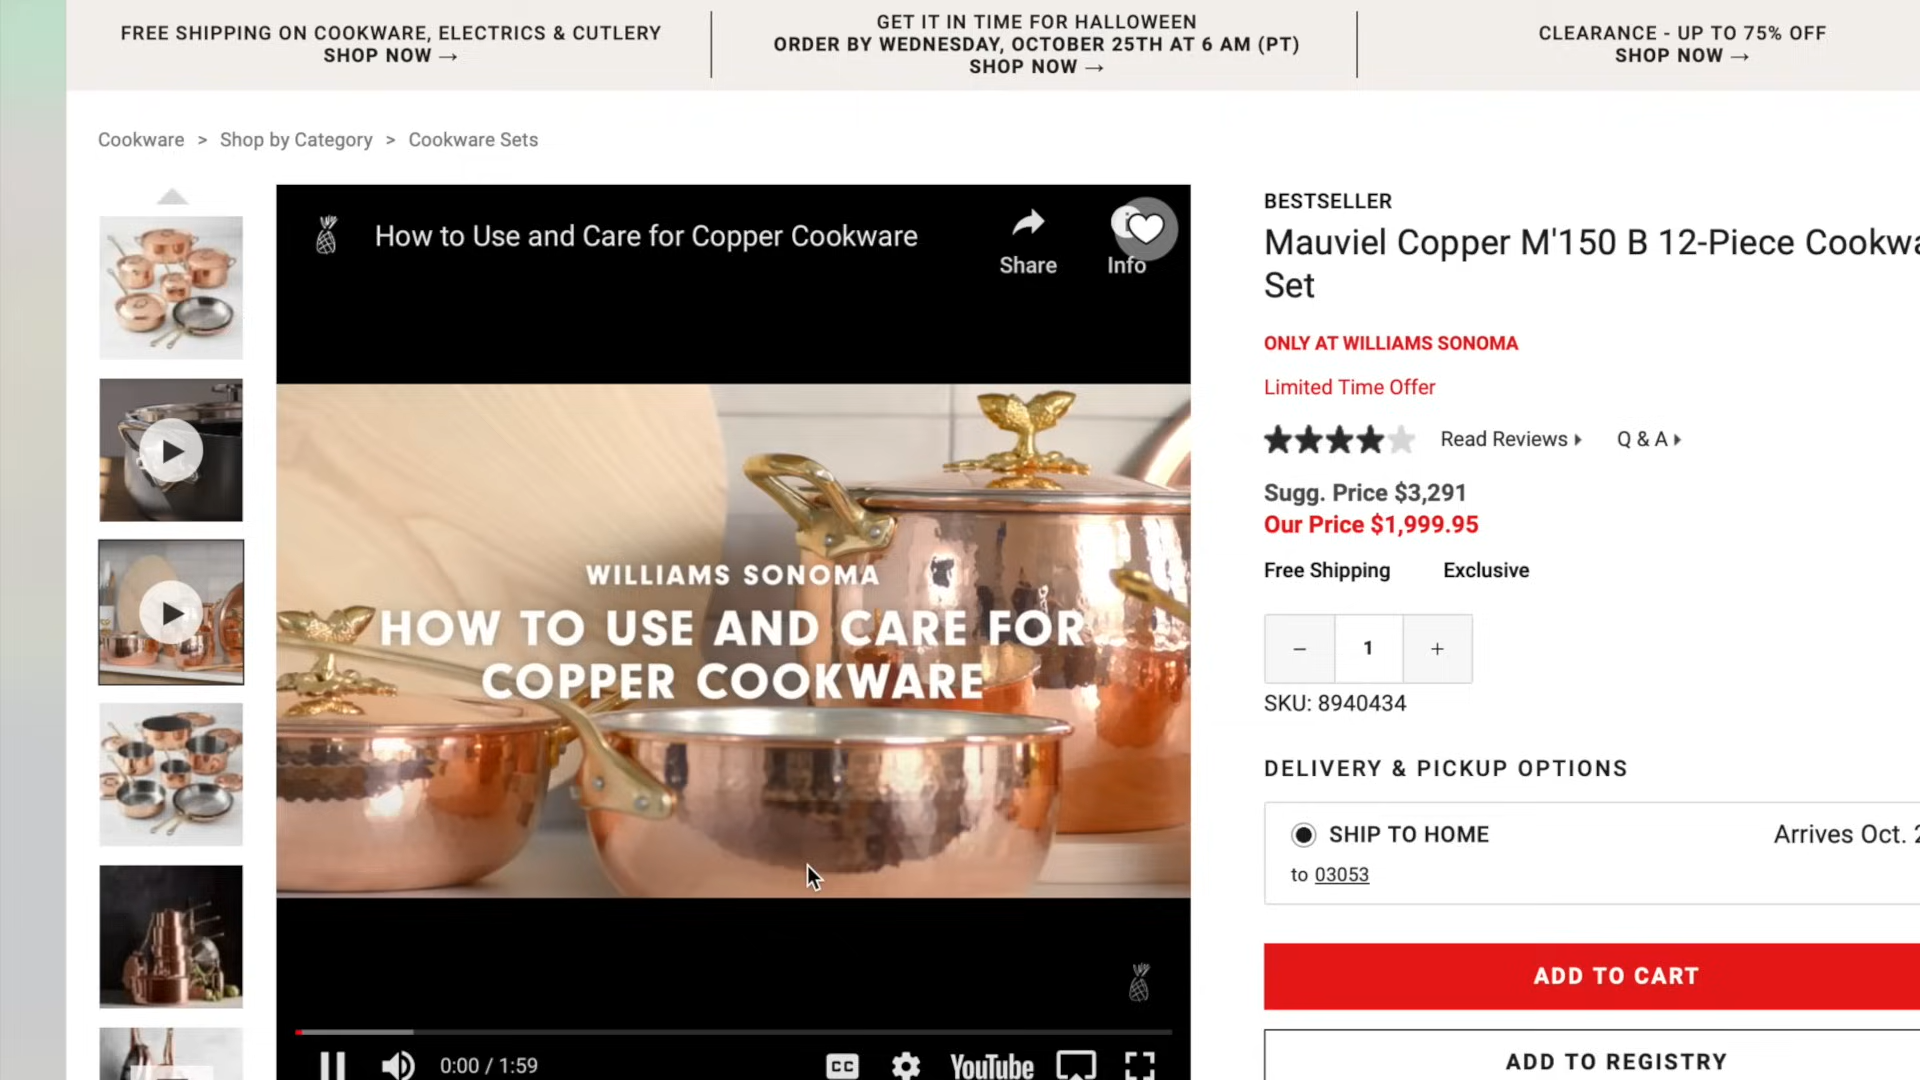 FREE SHIPPING ON COOKWARE, ELECTRICS & CUTLERY
SHOP NOW →
GET IT IN TIME FOR HALLOWEEN
ORDER BY WEDNESDAY, OCTOBER 25TH AT 6 AM (PT)
SHOP NOW →
CLEARANCE - UP TO 75% OFF
SHOP NOW →
Cookware > Shop by Category > Cookware Sets
How to Use and Care for Copper Cookware
Share
Info
WILLIAMS SONOMA
HOW TO USE AND CARE FOR
COPPER COOKWARE
0:00 / 1:59
CC
YouTube
BESTSELLER
Mauviel Copper M'150 B 12-Piece
Set
ONLY AT WILLIAMS SONOMA
Limited Time Offer
Read Reviews
Q & A
Sugg. Price $3,291
Our Price $1,999.95
Free Shipping Exclusive
− 1 +
SKU: 8940434
DELIVERY & PICKUP OPTIONS
SHIP TO HOME
Arrives Oct.
to 03053
ADD TO CART
ADD TO REGISTRY